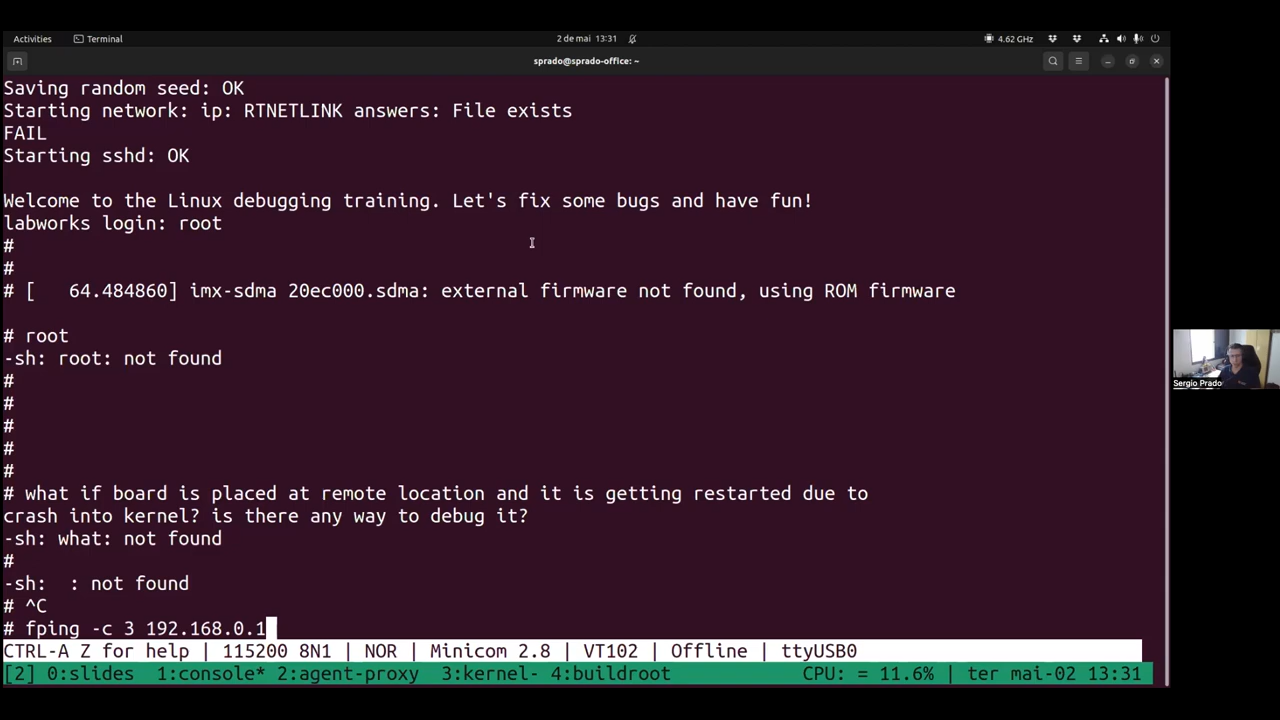 Activities Terminal 2 de mai 13:31 4.62 GHz
sprado@sprado-office: ~
Saving random seed: OK
Starting network: ip: RTNETLINK answers: File exists
FAIL
Starting sshd: OK
Welcome to the Linux debugging training. Let's fix some bugs and have fun!
labworks login: root
#
#
# [   64.484860] imx-sdma 20ec000.sdma: external firmware not found, using ROM firmware
# root
-sh: root: not found
#
#
#
#
#
# what if board is placed at remote location and it is getting restarted due to
crash into kernel? is there any way to debug it?
-sh: what: not found
#
-sh:  : not found
# ^C
# fping -c 3 192.168.0.1
CTRL-A Z for help | 115200 8N1 | NOR | Minicom 2.8 | VT102 | Offline | ttyUSB0
[2] 0:slides  1:console* 2:agent-proxy  3:kernel- 4:buildroot CPU: = 11.6% | ter mai-02 13:31
Sergio Prado